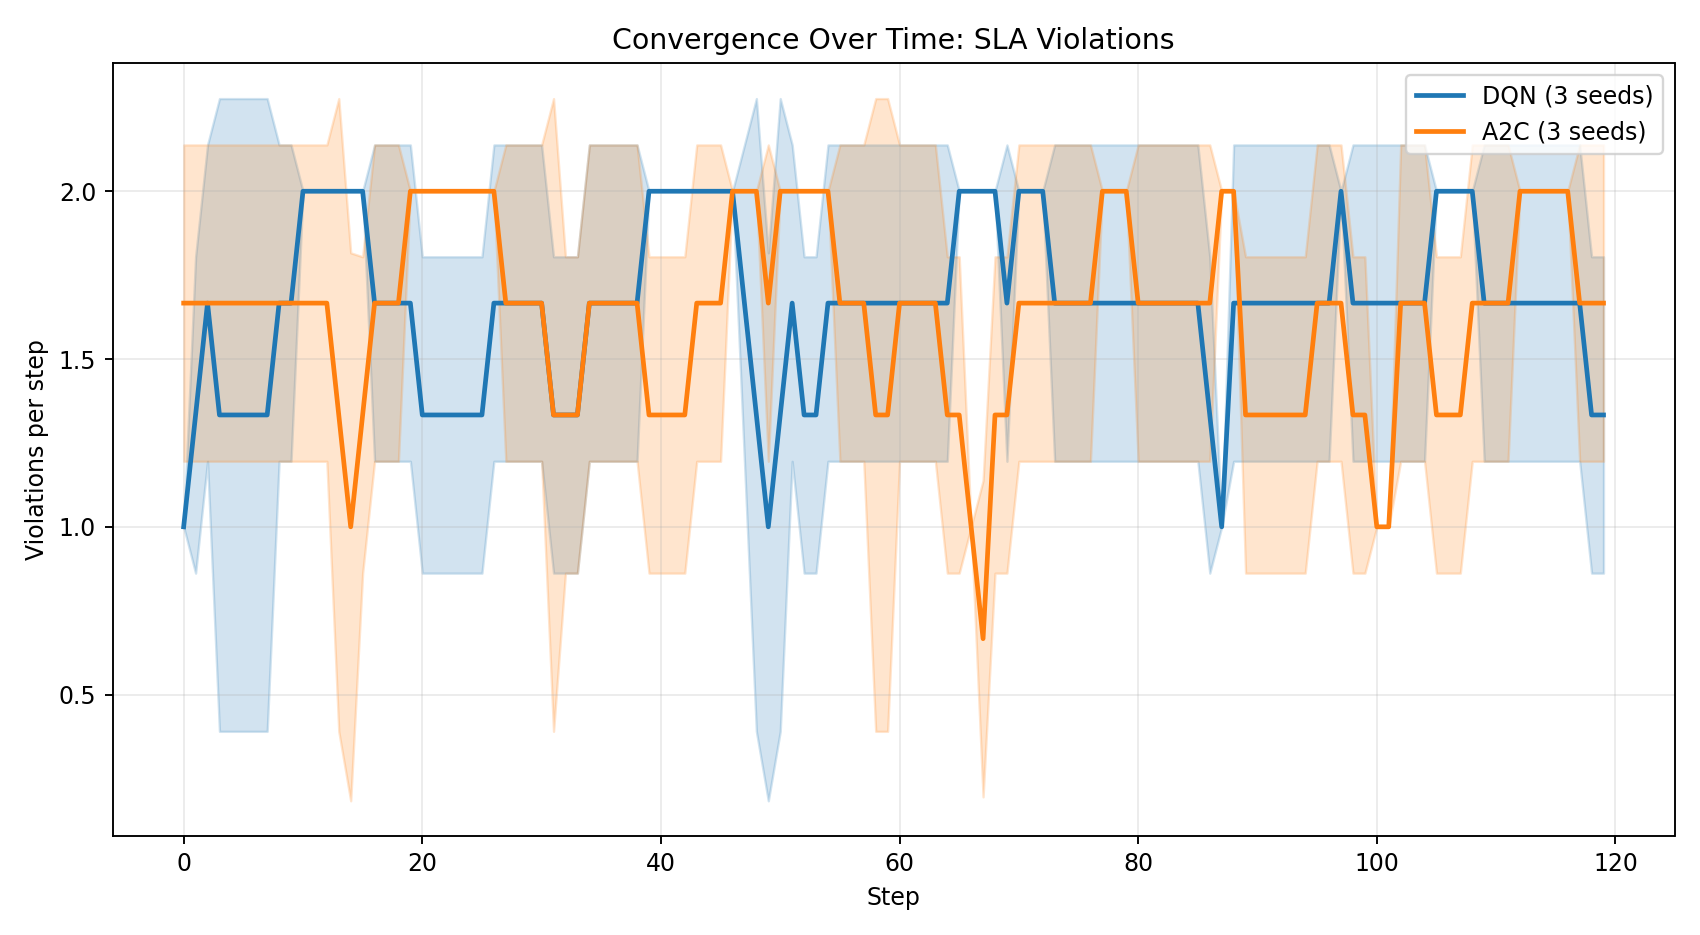 Convergence Over Time: SLA Violations
DQN (3 seeds)
A2C (3 seeds)
Violations per step
2.0
1.5
1.0
0.5
0 20 40 60 80 100 120
Step